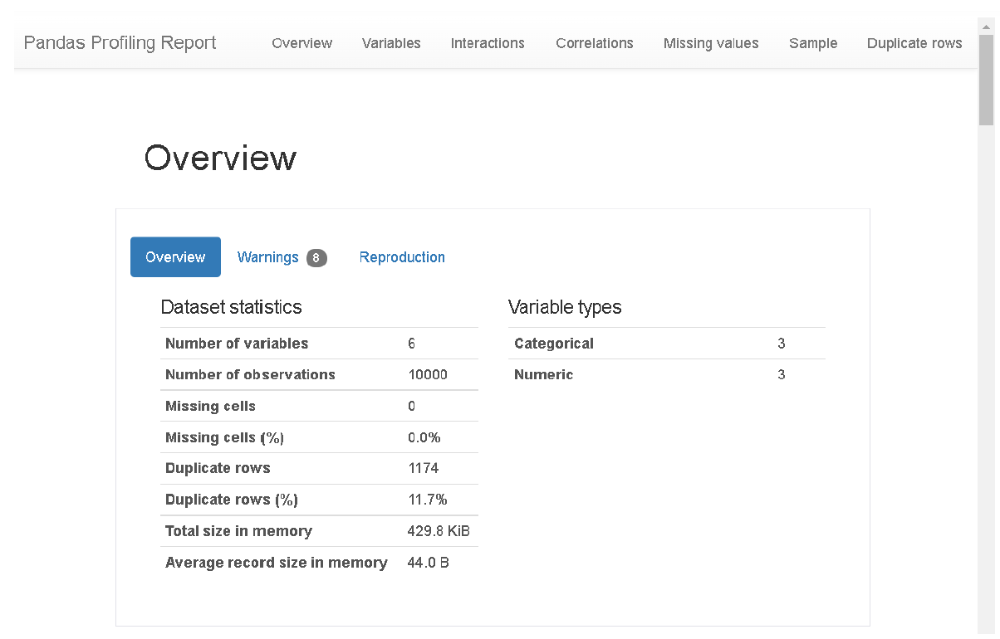 Pandas Profiling Report Overview Variables Interactions Correlations Missing values Sample Duplicate rows
Overview
Overview Warnings 8 Reproduction
Dataset statistics
Number of variables 6
Number of observations 10000
Missing cells 0
Missing cells (%) 0.0%
Duplicate rows 1174
Duplicate rows (%) 11.7%
Total size in memory 429.8 KiB
Average record size in memory 44.0 B
Variable types
Categorical 3
Numeric 3